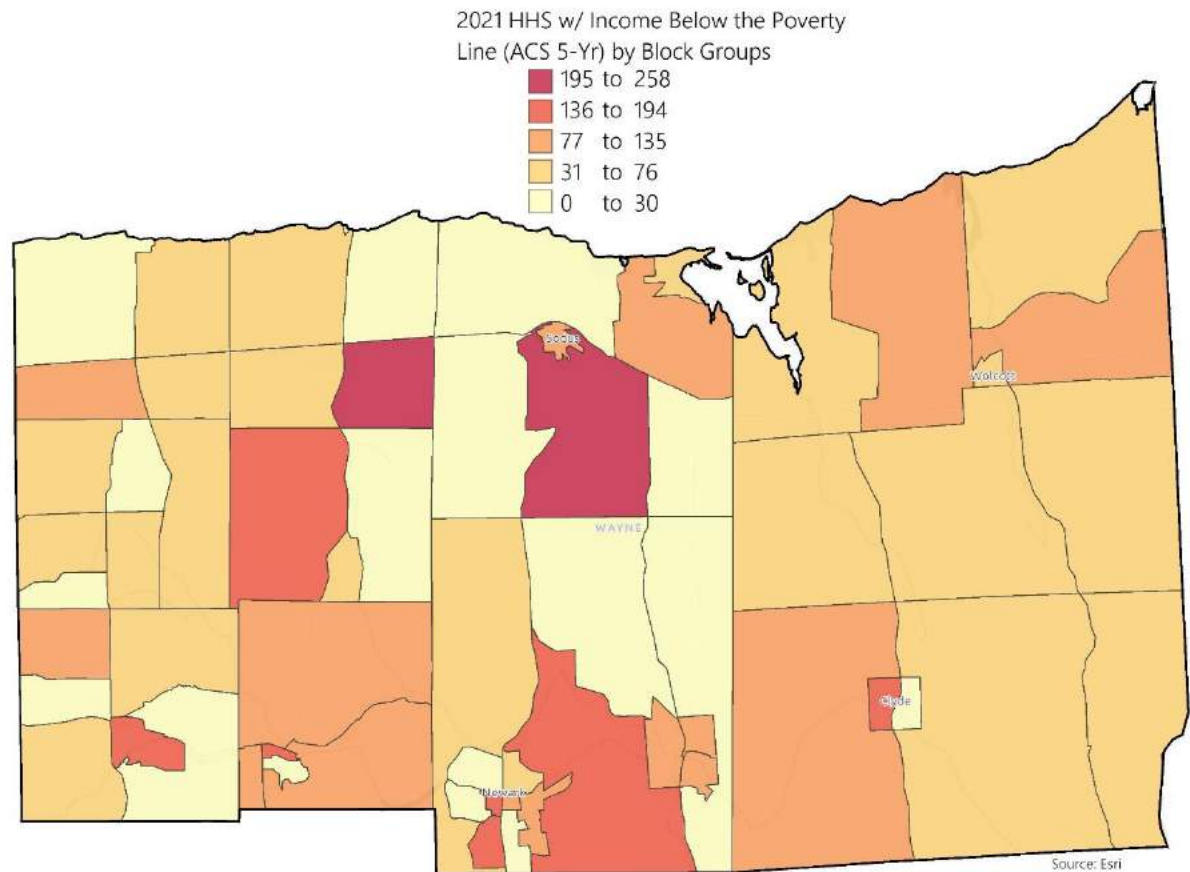 2021 HHS w/ Income Below the Poverty
Line (ACS 5-Yr) by Block Groups
195 to 258
136 to 194
77 to 135
31 to 76
0 to 30
Sodus
Wolcott
WAYNE
Clyde
Newark
Source: Esri